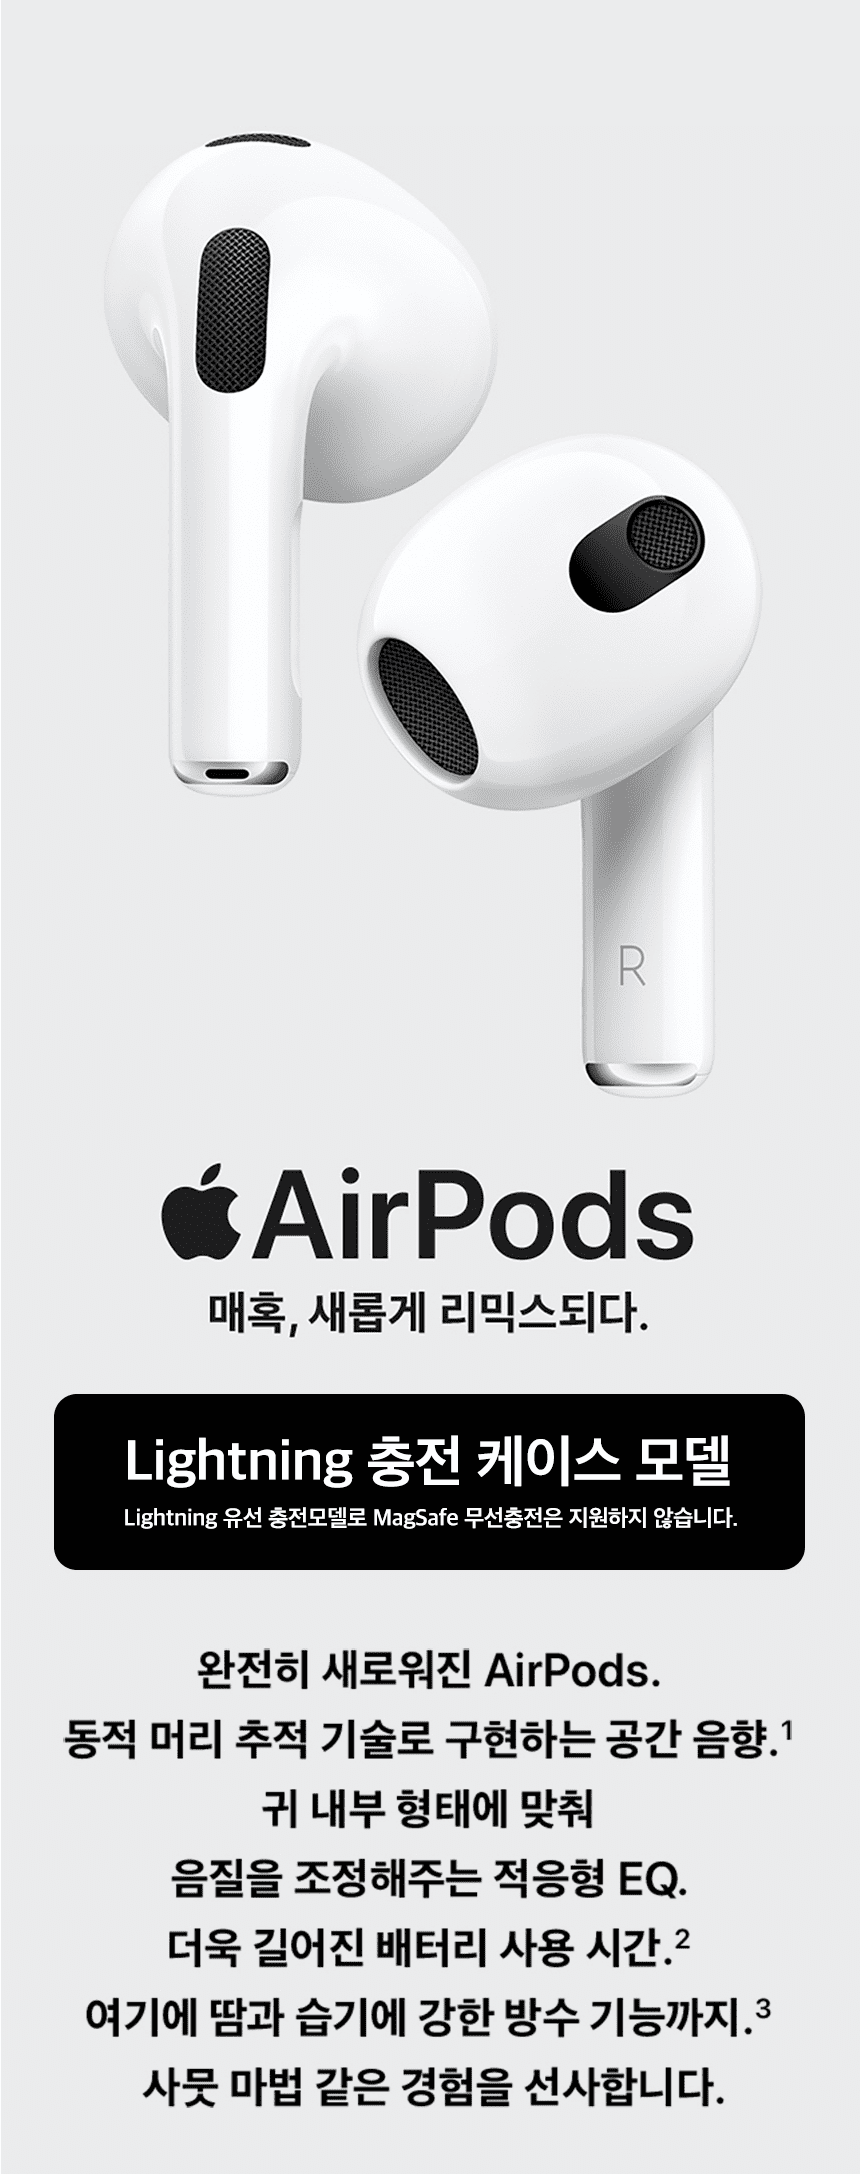 R
AirPods
매혹, 새롭게 리믹스되다.
Lightning 충전 케이스 모델
Lightning 유선 충전모델로 MagSafe 무선충전은 지원하지 않습니다.
완전히 새로워진 AirPods.
동적 머리 추적 기술로 구현하는 공간 음향.¹
귀 내부 형태에 맞춰
음질을 조정해주는 적응형 EQ.
더욱 길어진 배터리 사용 시간.²
여기에 땀과 습기에 강한 방수 기능까지.³
사뭇 마법 같은 경험을 선사합니다.